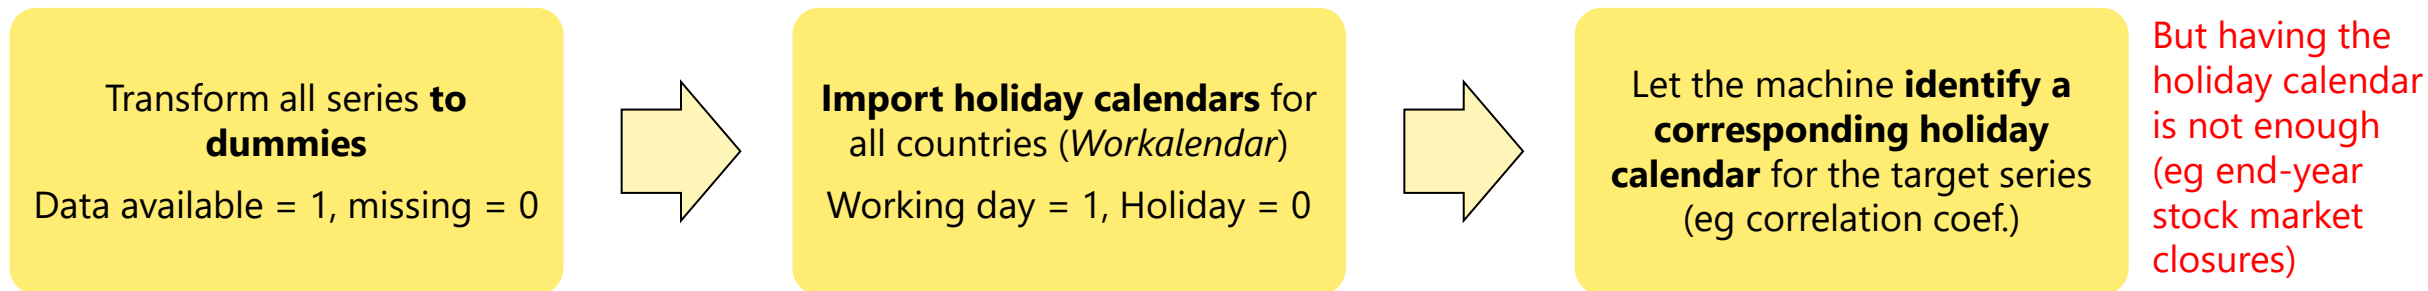 Transform all series to
dummies
Data available = 1, missing = 0
Import holiday calendars for
all countries (Workalendar)
Working day = 1, Holiday = 0
Let the machine identify a
corresponding holiday
calendar for the target series
(eg correlation coef.)
But having the
holiday calendar
is not enough
(eg end-year
stock market
closures)